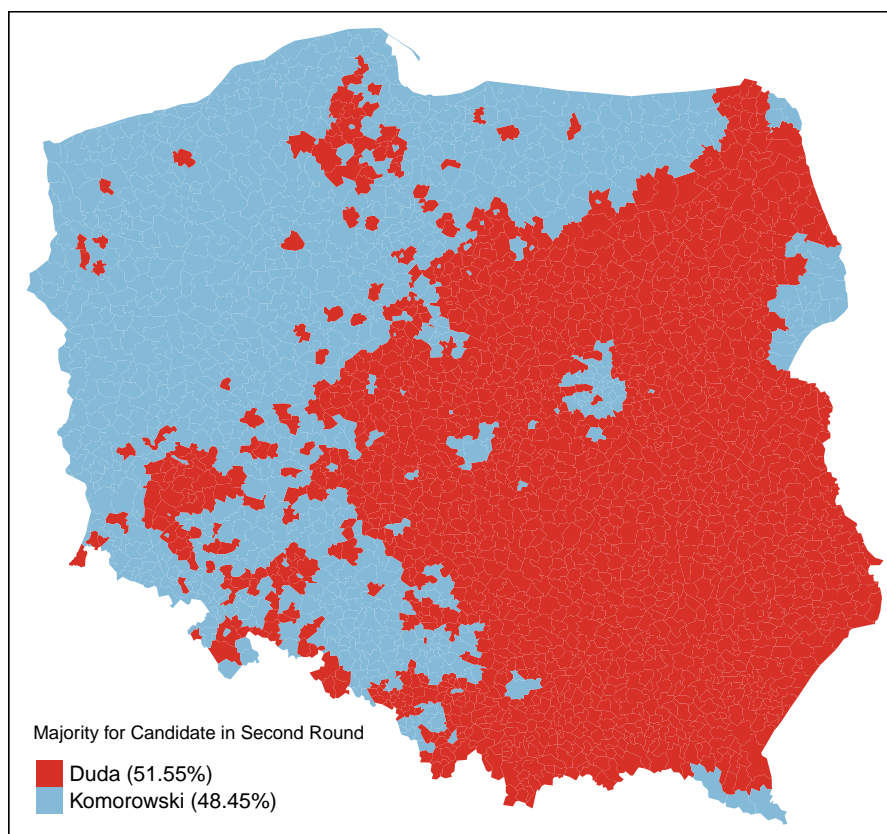 Majority for Candidate in Second Round
Duda (51.55%)
Komorowski (48.45%)